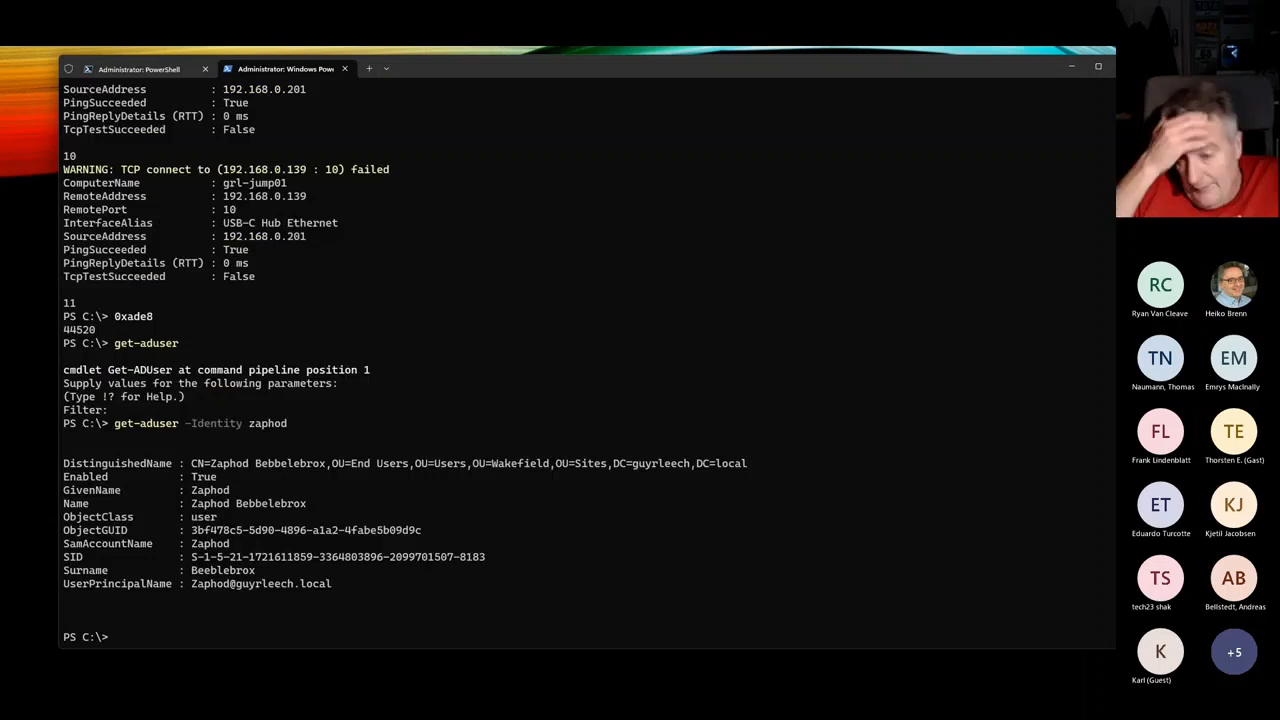 Administrator: PowerShell
Administrator: Windows Powe
SourceAddress : 192.168.0.201
PingSucceeded : True
PingReplyDetails (RTT) : 0 ms
TcpTestSucceeded : False
10
WARNING: TCP connect to (192.168.0.139 : 10) failed
ComputerName : grl-jump01
RemoteAddress : 192.168.0.139
RemotePort : 10
InterfaceAlias : USB-C Hub Ethernet
SourceAddress : 192.168.0.201
PingSucceeded : True
PingReplyDetails (RTT) : 0 ms
TcpTestSucceeded : False
11
PS C:\> 0xade8
44520
PS C:\> get-aduser
cmdlet Get-ADUser at command pipeline position 1
Supply values for the following parameters:
(Type !? for Help.)
Filter:
PS C:\> get-aduser -Identity zaphod
DistinguishedName : CN=Zaphod Bebbelebrox,OU=End Users,OU=Users,OU=Wakefield,OU=Sites,DC=guyrleech,DC=local
Enabled : True
GivenName : Zaphod
Name : Zaphod Bebbelebrox
ObjectClass : user
ObjectGUID : 3bf478c5-5d90-4896-a1a2-4fabe5b09d9c
SamAccountName : Zaphod
SID : S-1-5-21-1721611859-3364803896-2099701507-8183
Surname : Beeblebrox
UserPrincipalName : Zaphod@guyrleech.local
PS C:\>
RC
Ryan Van Cleave
Heiko Brenn
TN
EM
Naumann, Thomas
Emrys MacInally
FL
TE
Frank Lindenblatt
Thorsten E. (Gast)
ET
KJ
Eduardo Turcotte
Kjetil Jacobsen
TS
AB
tech23 shak
Bellstedt, Andreas
K
+5
Karl (Guest)